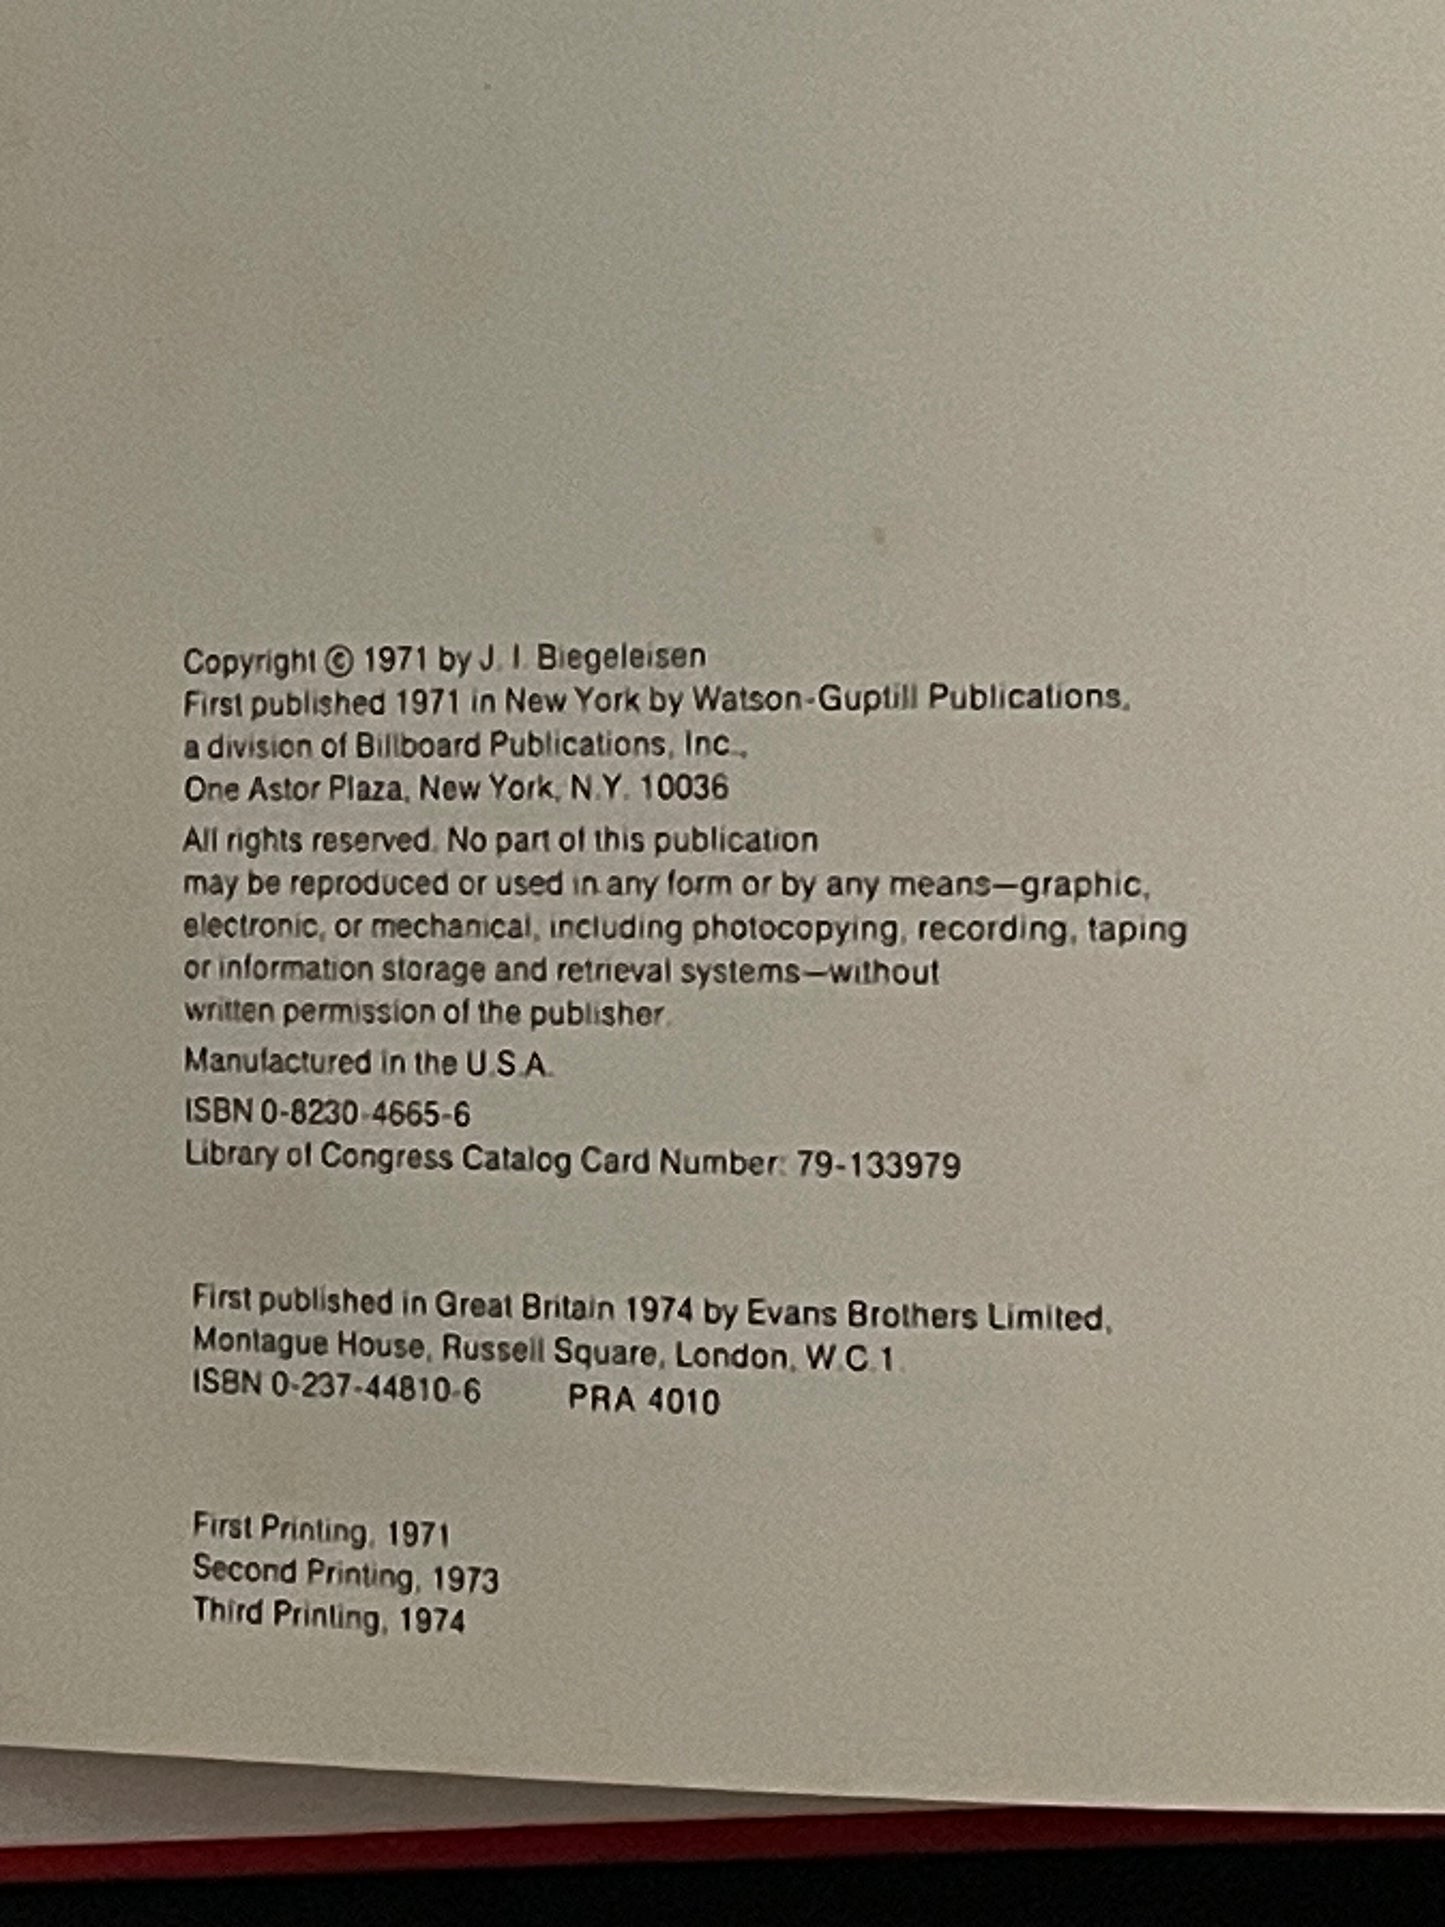 Copyright © 1971 by J. I. Biegeleisen
First published 1971 in New York by Watson-Guptill Publications,
a division of Billboard Publications, Inc.,
One Astor Plaza, New York, N.Y. 10036
All rights reserved. No part of this publication
may be reproduced or used in any form or by any means—graphic,
electronic, or mechanical, including photocopying, recording, taping
or information storage and retrieval systems—without
written permission of the publisher.
Manufactured in the U.S.A.
ISBN 0-8230-4665-6
Library of Congress Catalog Card Number: 79-133979
First published in Great Britain 1974 by Evans Brothers Limited,
Montague House, Russell Square, London, W.C.1.
ISBN 0-237-44810-6 PRA 4010
First Printing, 1971
Second Printing, 1973
Third Printing, 1974